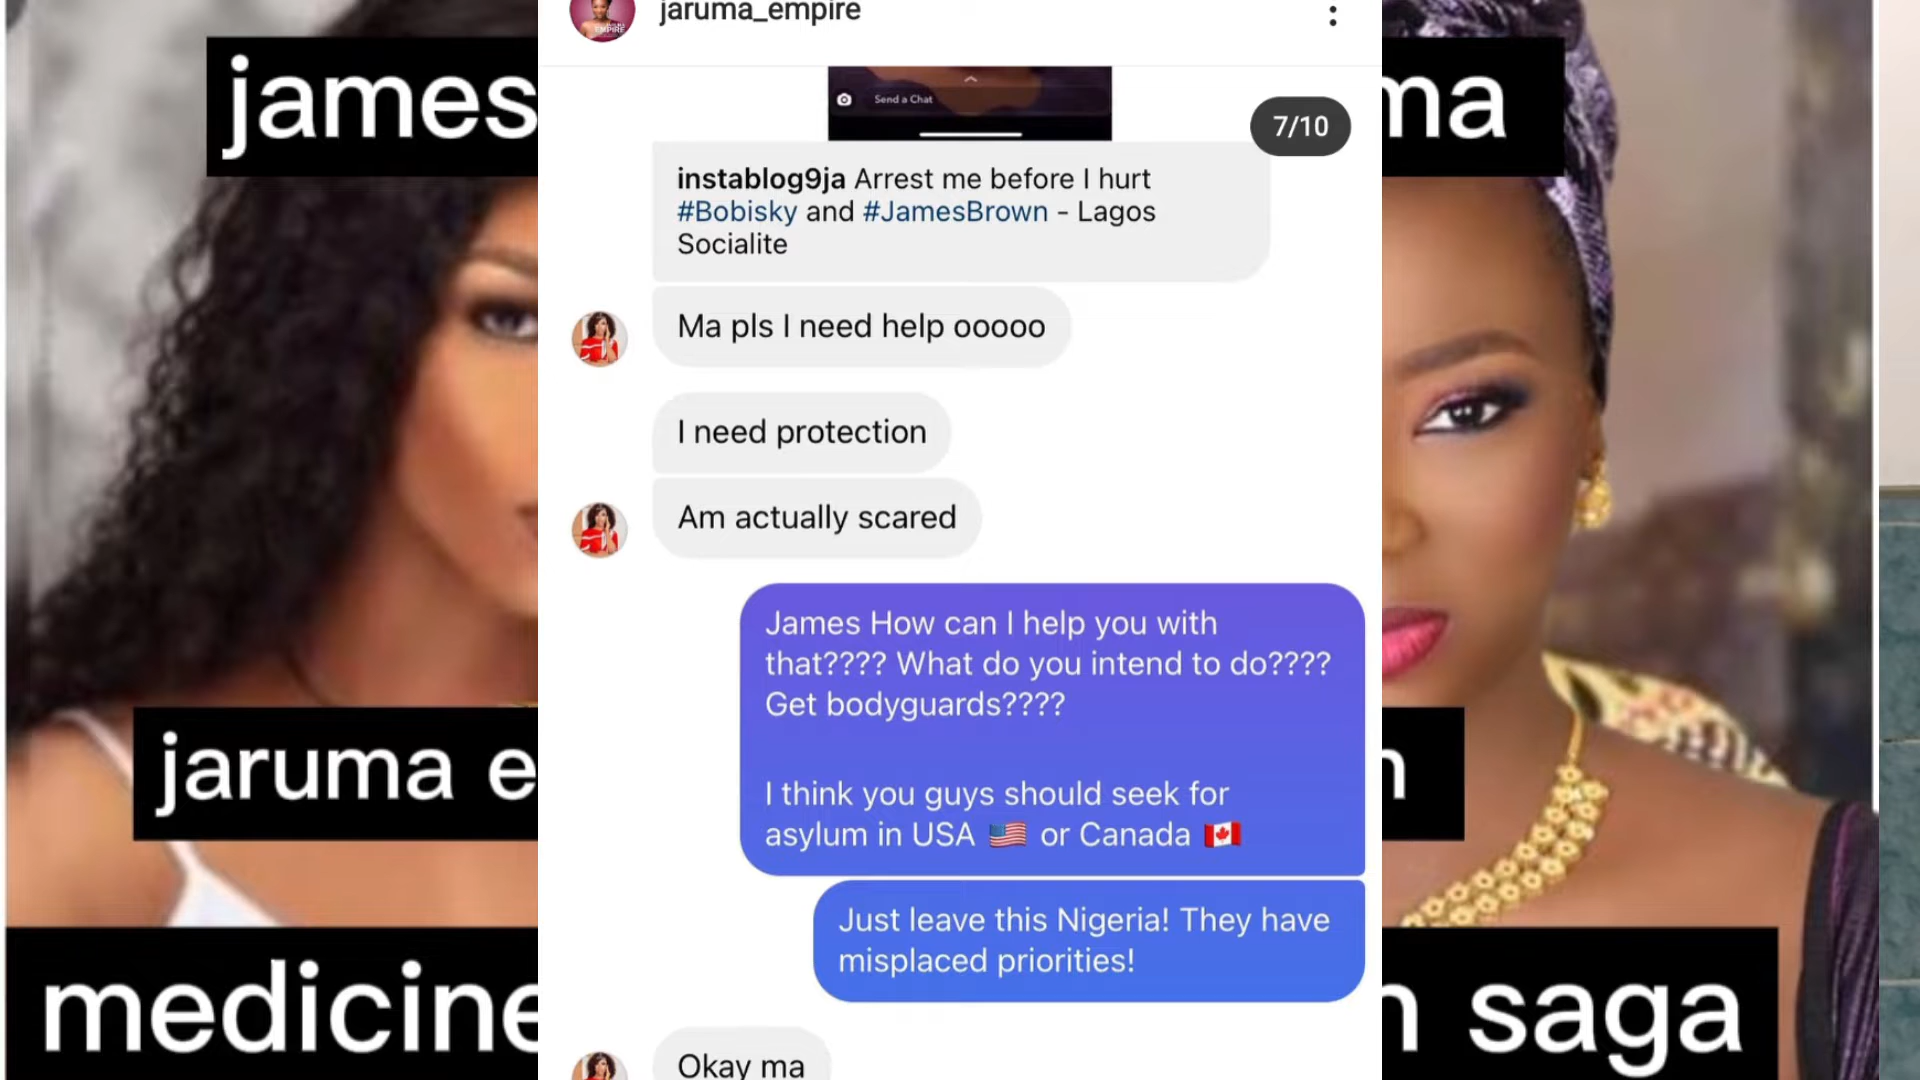 jaruma_empire
james
ma
Send a Chat
7/10
instablog9ja Arrest me before I hurt
#Bobisky and #JamesBrown - Lagos
Socialite
Ma pls I need help ooooo
I need protection
Am actually scared
James How can I help you with
that???? What do you intend to do????
Get bodyguards????
I think you guys should seek for
asylum in USA 🇺🇸 or Canada 🇨🇦
jaruma e
Just leave this Nigeria! They have
misplaced priorities!
medicine
saga
Okay ma